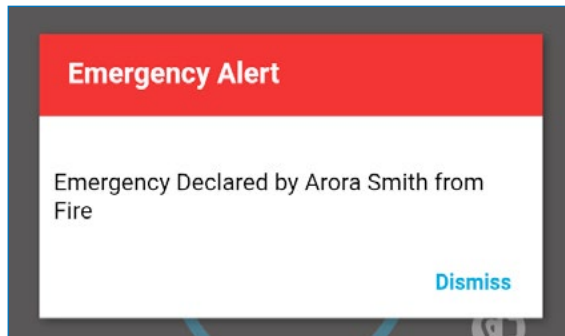 Emergency Alert
Emergency Declared by Arora Smith from
Fire
Dismiss